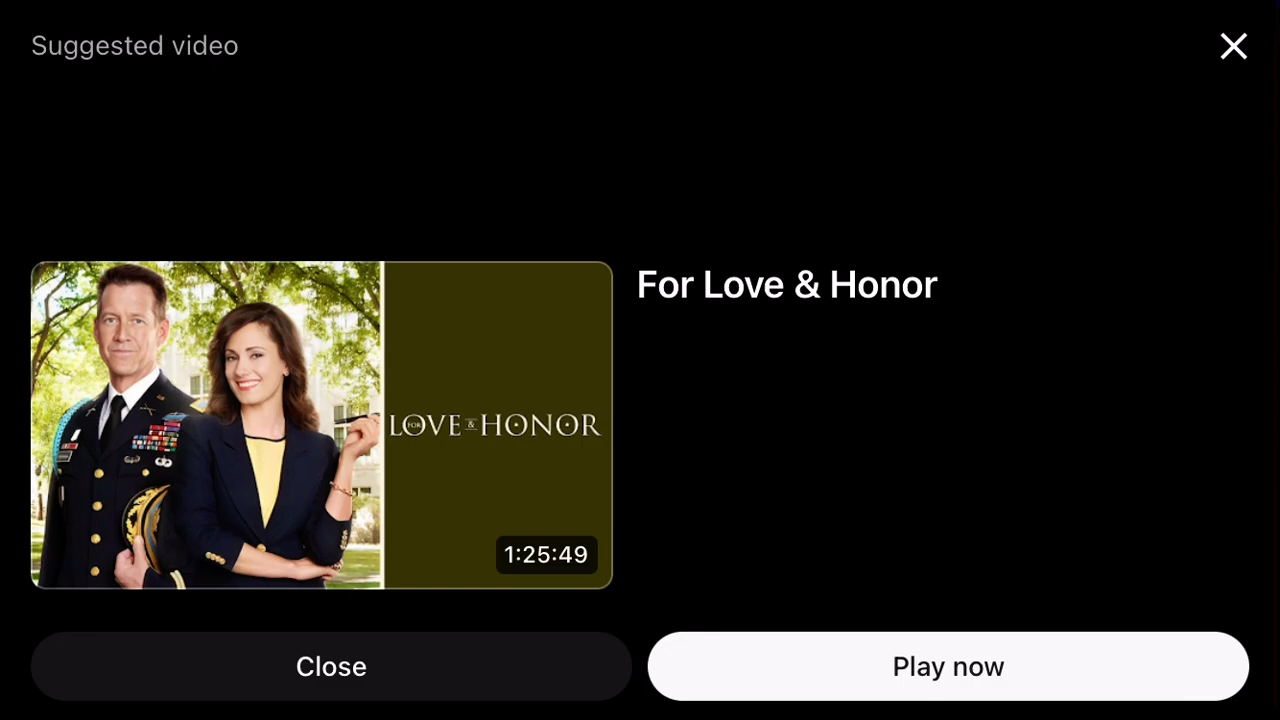 Suggested video
For Love & Honor
FOR LOVE & HONOR
1:25:49
Close
Play now